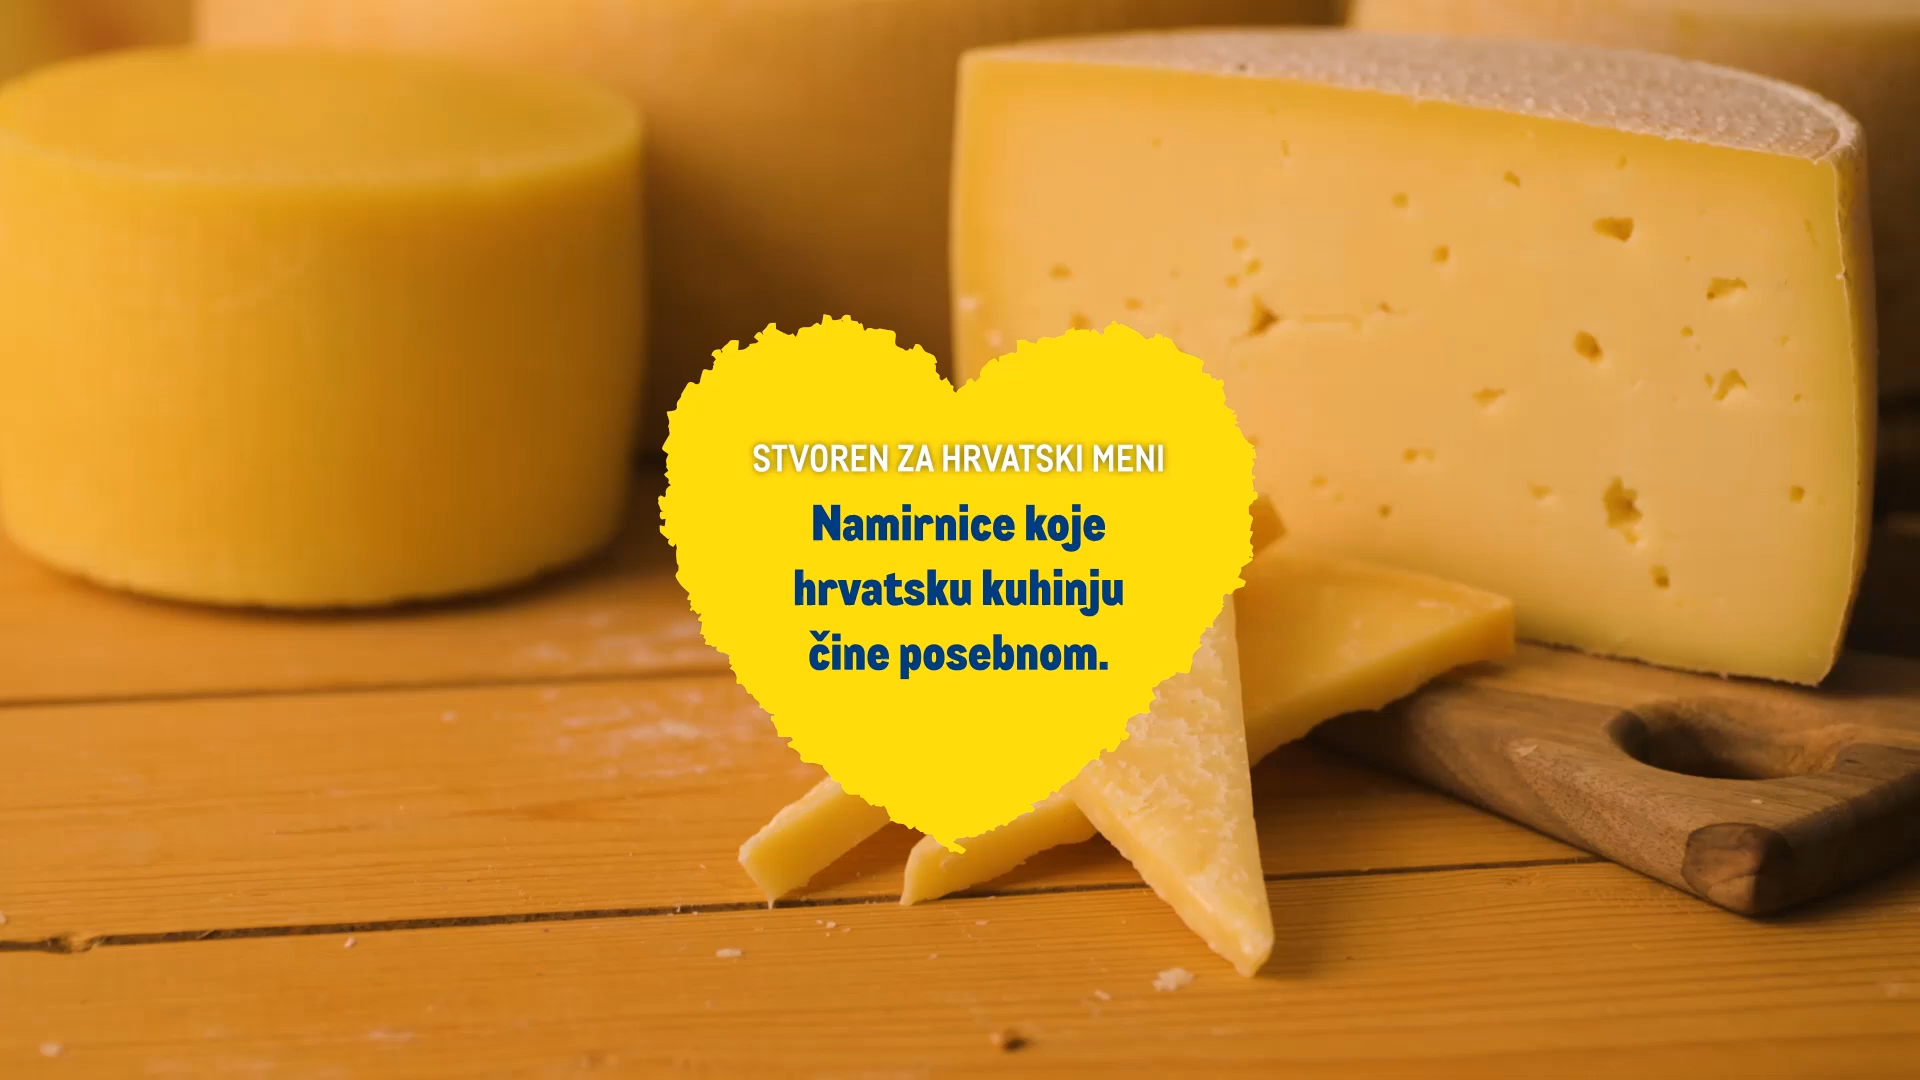 STVOREN ZA HRVATSKI MENI
Namirnice koje
hrvatsku kuhinju
čine posebnom.